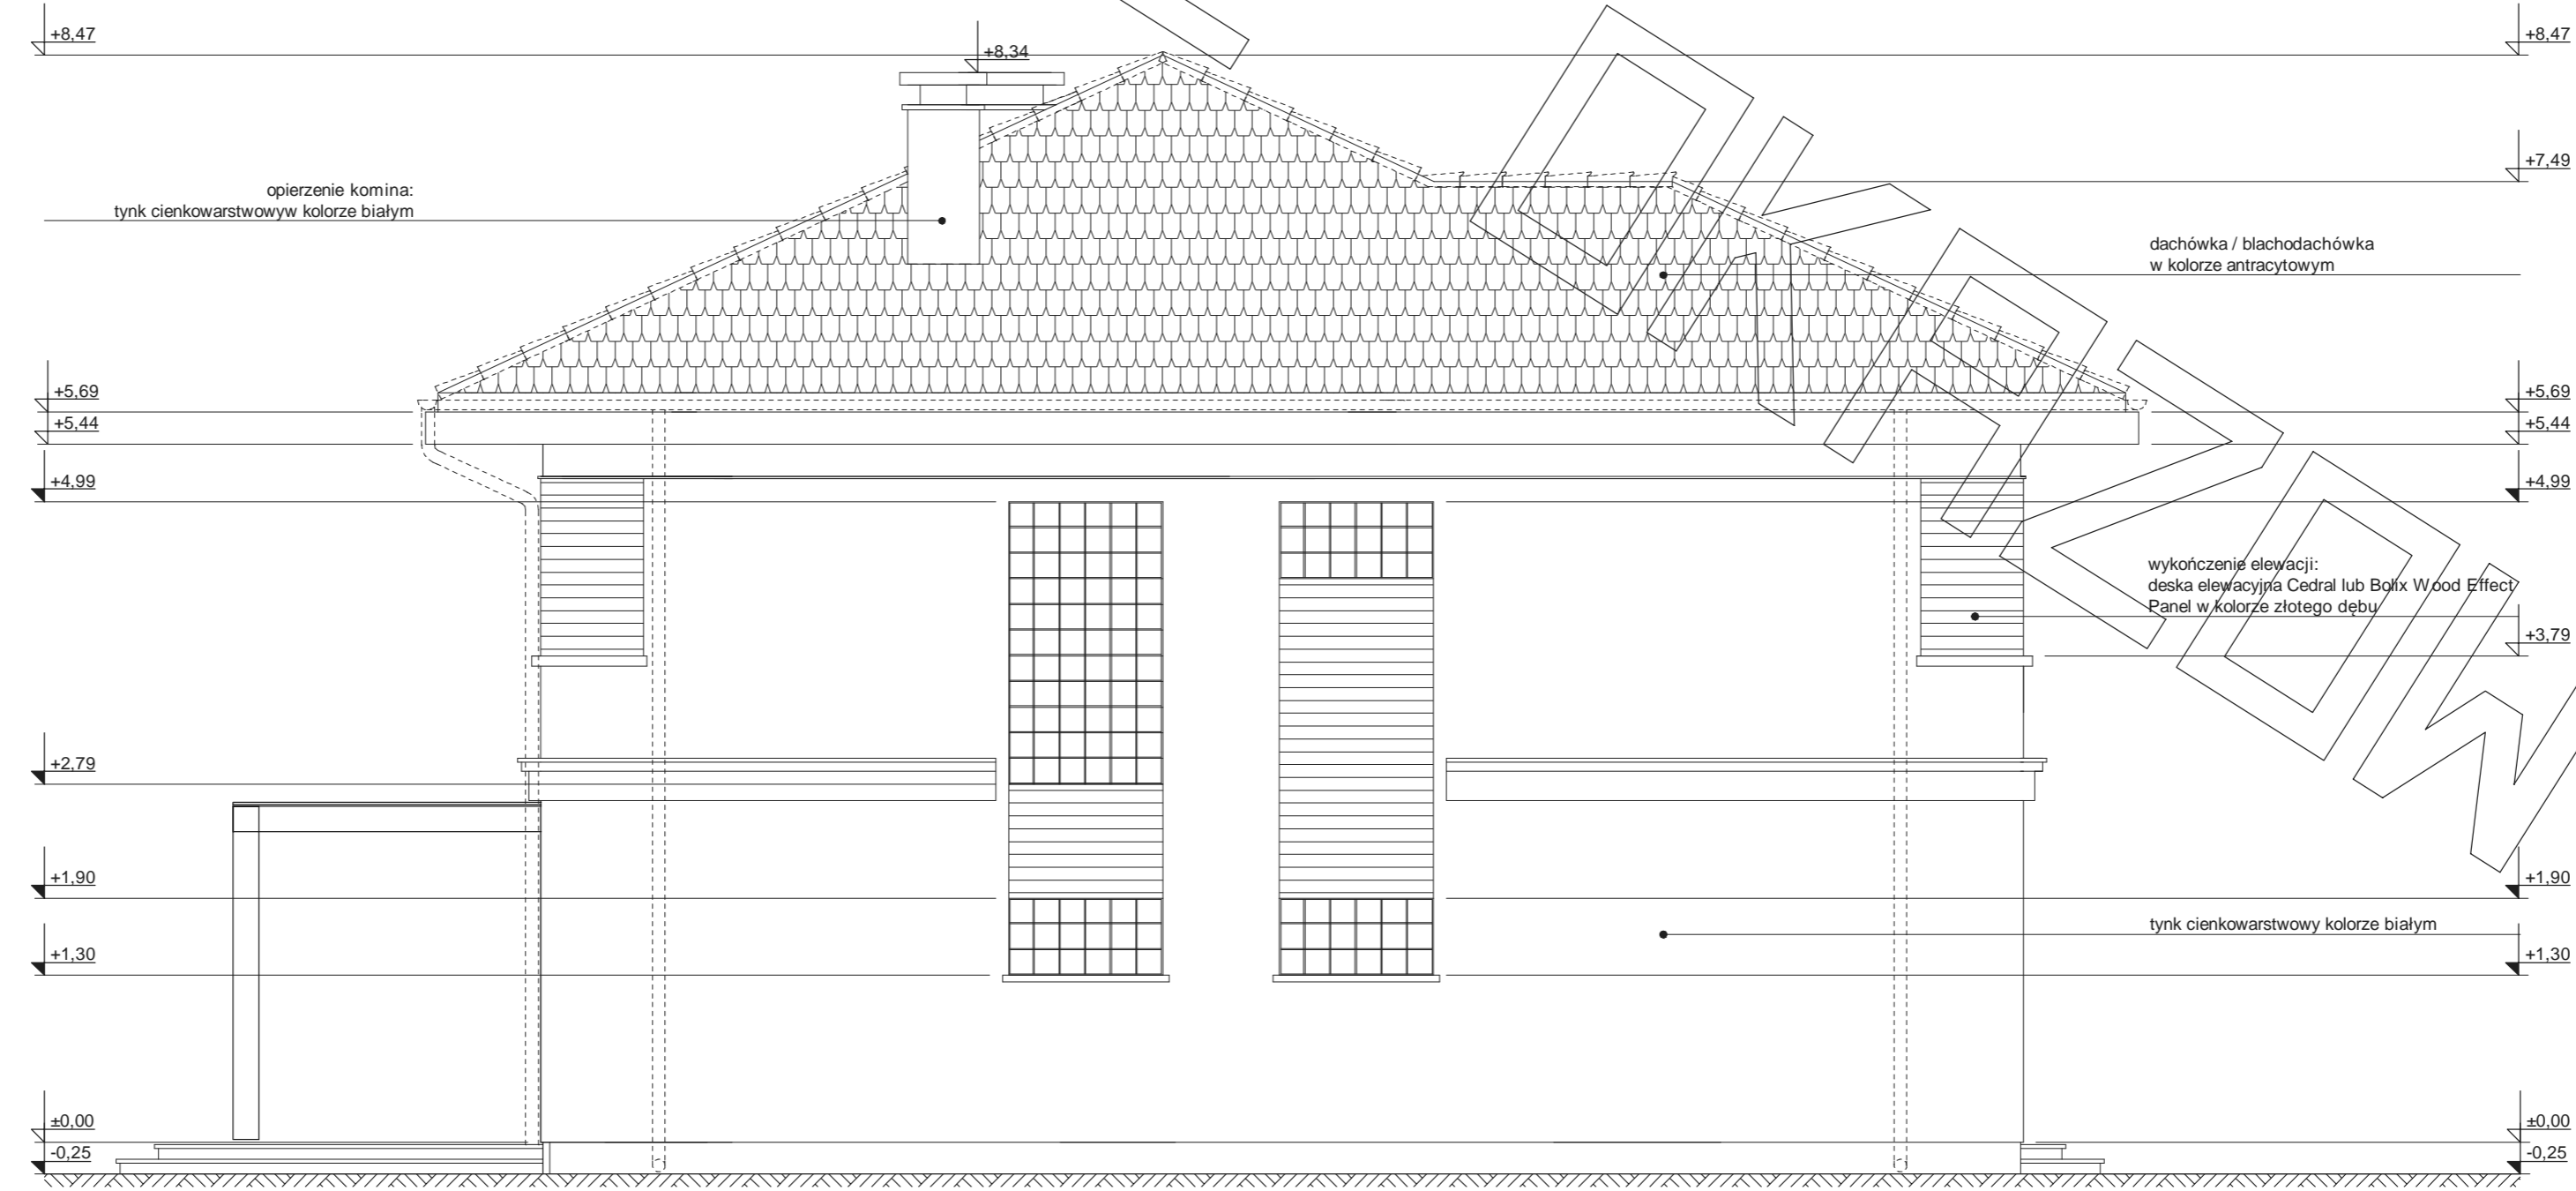 +8,47
+8,34
+8,47
+7,49
opierzenie komina:
tynk cienkowarstwowyw kolorze białym
dachówka / blachodachówka
w kolorze antracytowym
+5,69
+5,69
+5,44
+5,44
+4,99
+4,99
wykończenie elewacji:
deska elewacyjna Cedral lub Bolix Wood Effect
Panel w kolorze złotego dębu
+3,79
+2,79
+1,90
+1,90
tynk cienkowarstwowy kolorze białym
+1,30
+1,30
±0,00
±0,00
-0,25
-0,25